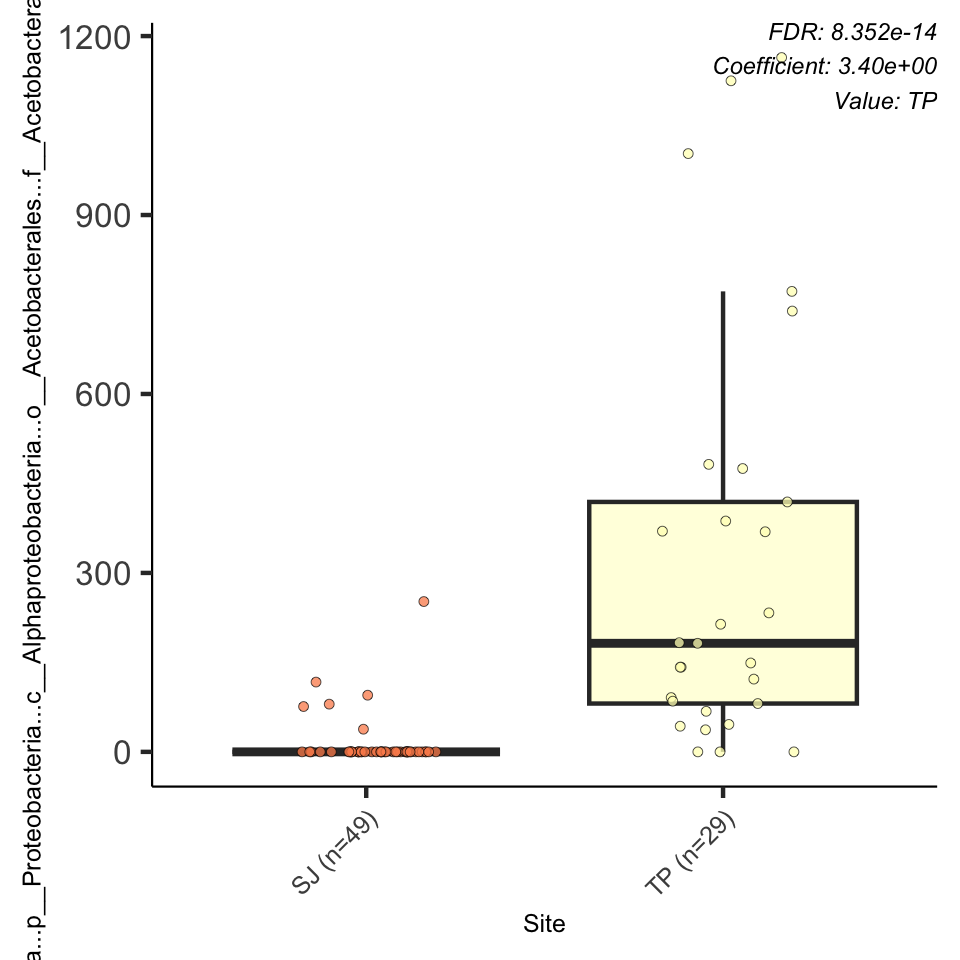 a...p__Proteobacteria...c__Alphaproteobacteria...o__Acetobacterales...f__Acetobactera
1200
900
600
300
0
FDR: 8.352e-14
Coefficient: 3.40e+00
Value: TP
SJ (n=49)
TP (n=29)
Site